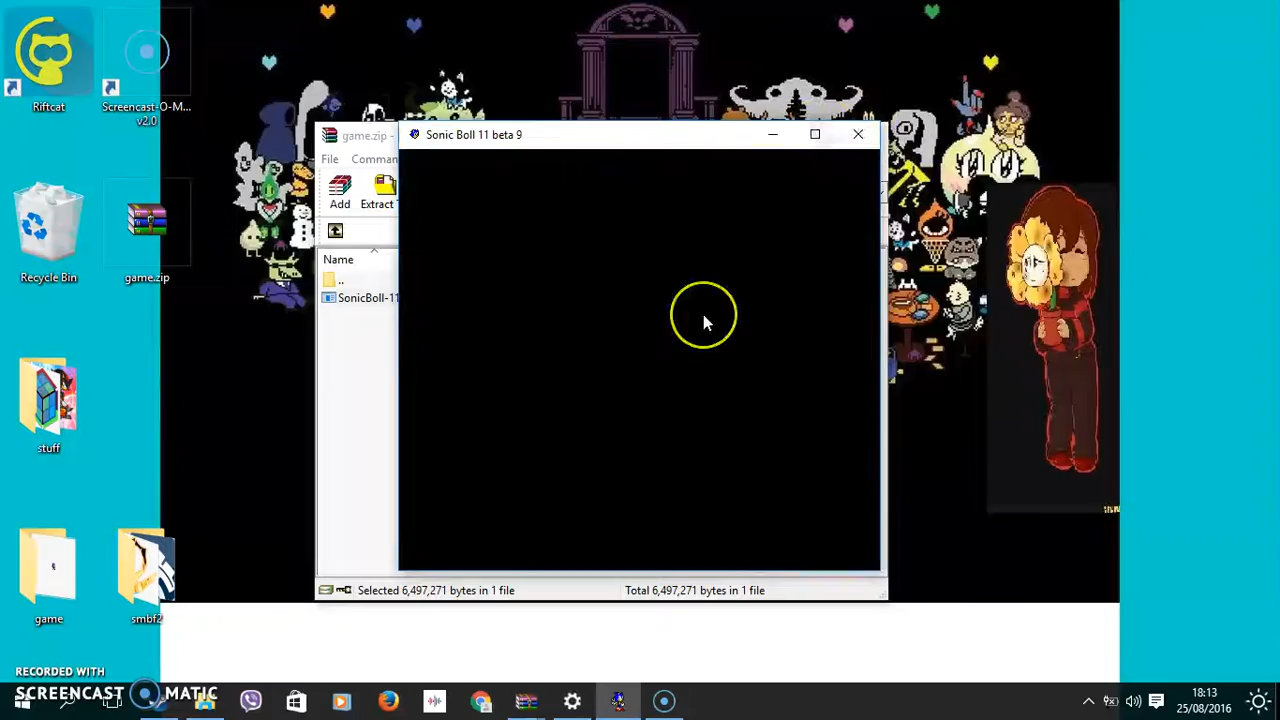 Riftcat
Screencast-O-M...
v2.0
Recycle Bin
game.zip
stuff
game
smbf2
game.zip -
Sonic Boll 11 beta 9
File Comman
Add Extract
Name
..
SonicBoll-11
Selected 6,497,271 bytes in 1 file
Total 6,497,271 bytes in 1 file
RECORDED WITH
SCREENCAST MATIC
18:13
25/08/2016